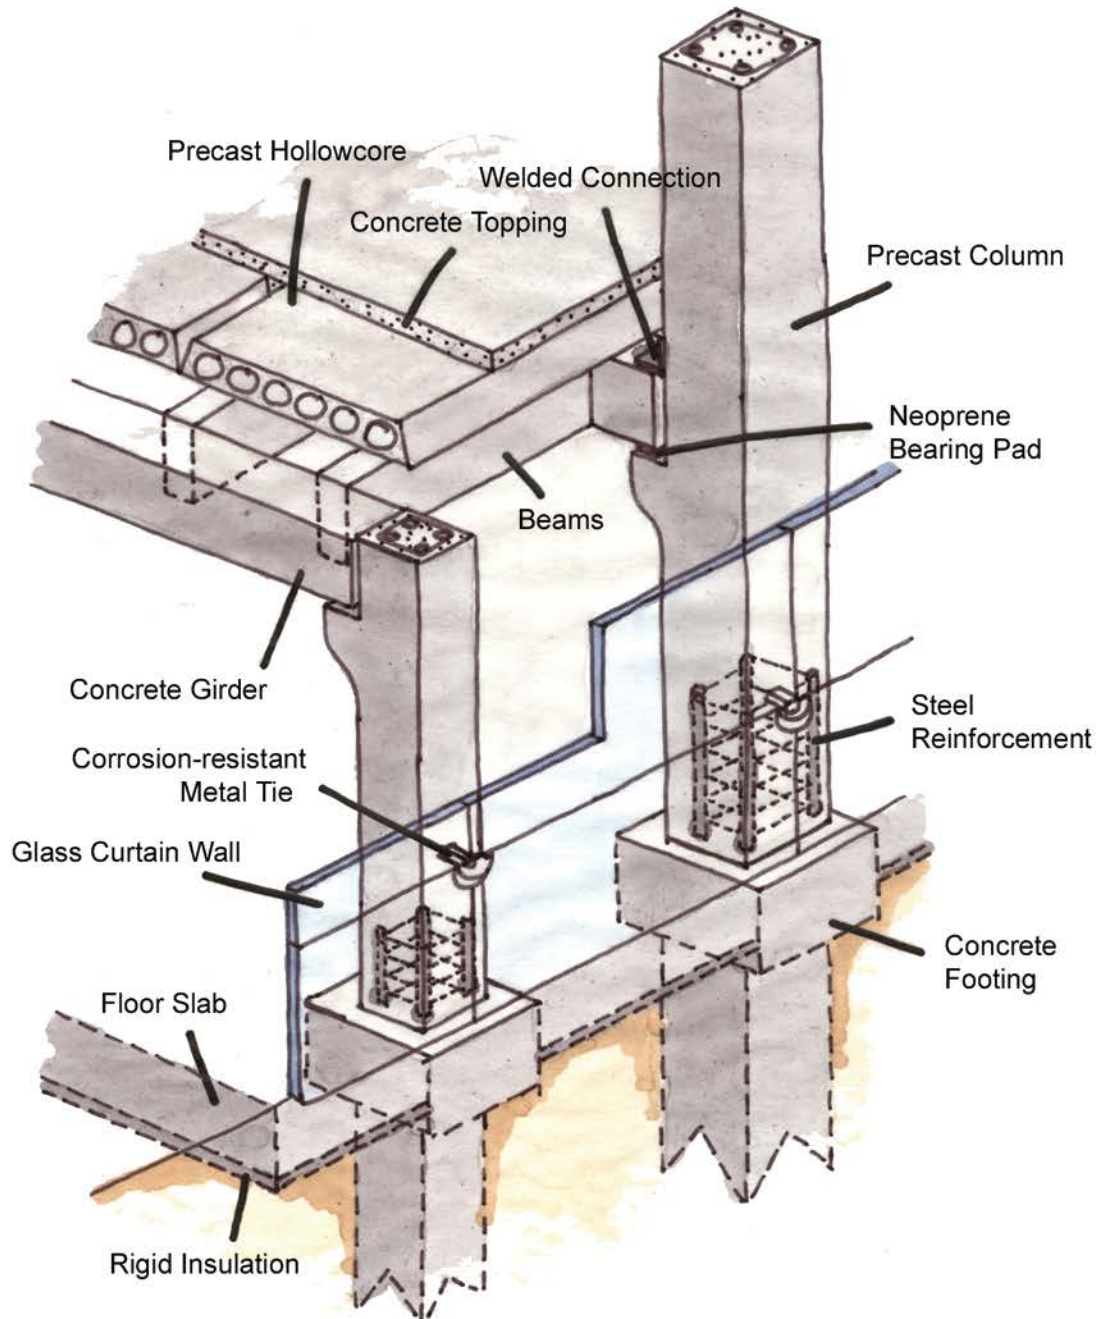 Precast Hollowcore
Welded Connection
Concrete Topping
Precast Column
Neoprene
Bearing Pad
Beams
Concrete Girder
Steel
Reinforcement
Corrosion-resistant
Metal Tie
Glass Curtain Wall
Concrete
Footing
Floor Slab
Rigid Insulation